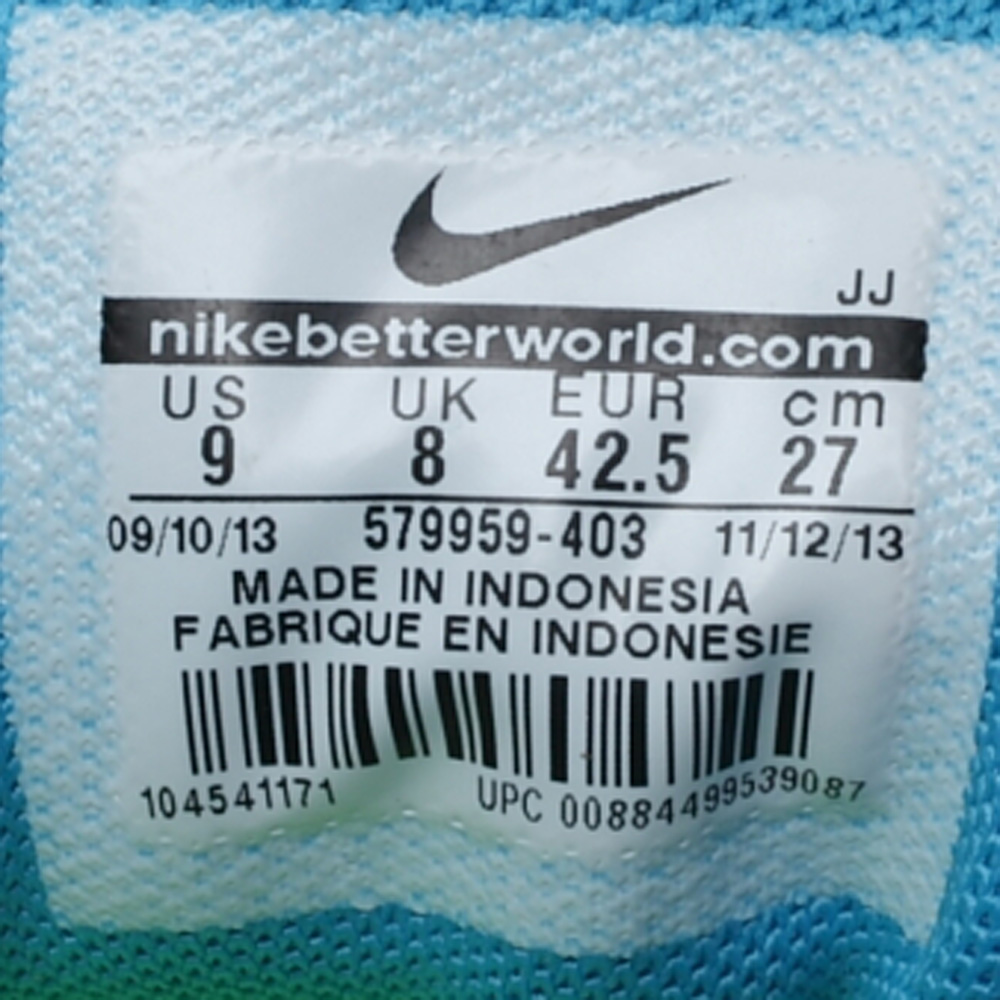 JJ
nikebetterworld.com
US UK EUR cm
9 8 42.5 27
09/10/13 579959-403 11/12/13
MADE IN INDONESIA
FABRIQUE EN INDONESIE
104541171 UPC 00884499539087